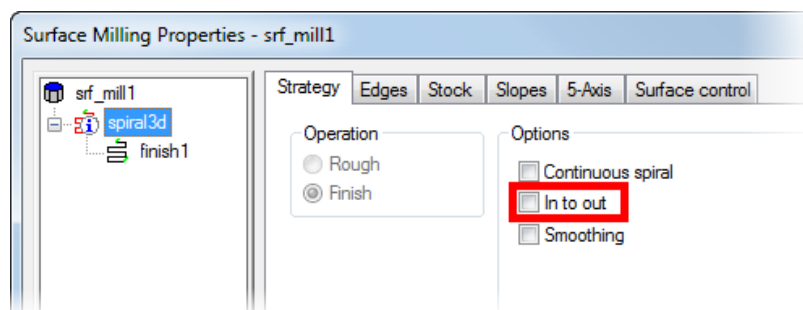 Surface Milling Properties - srf_mill1
srf_mill1
spiral3d
finish1
Strategy Edges Stock Slopes 5-Axis Surface control
Operation
Rough
Finish
Options
Continuous spiral
In to out
Smoothing